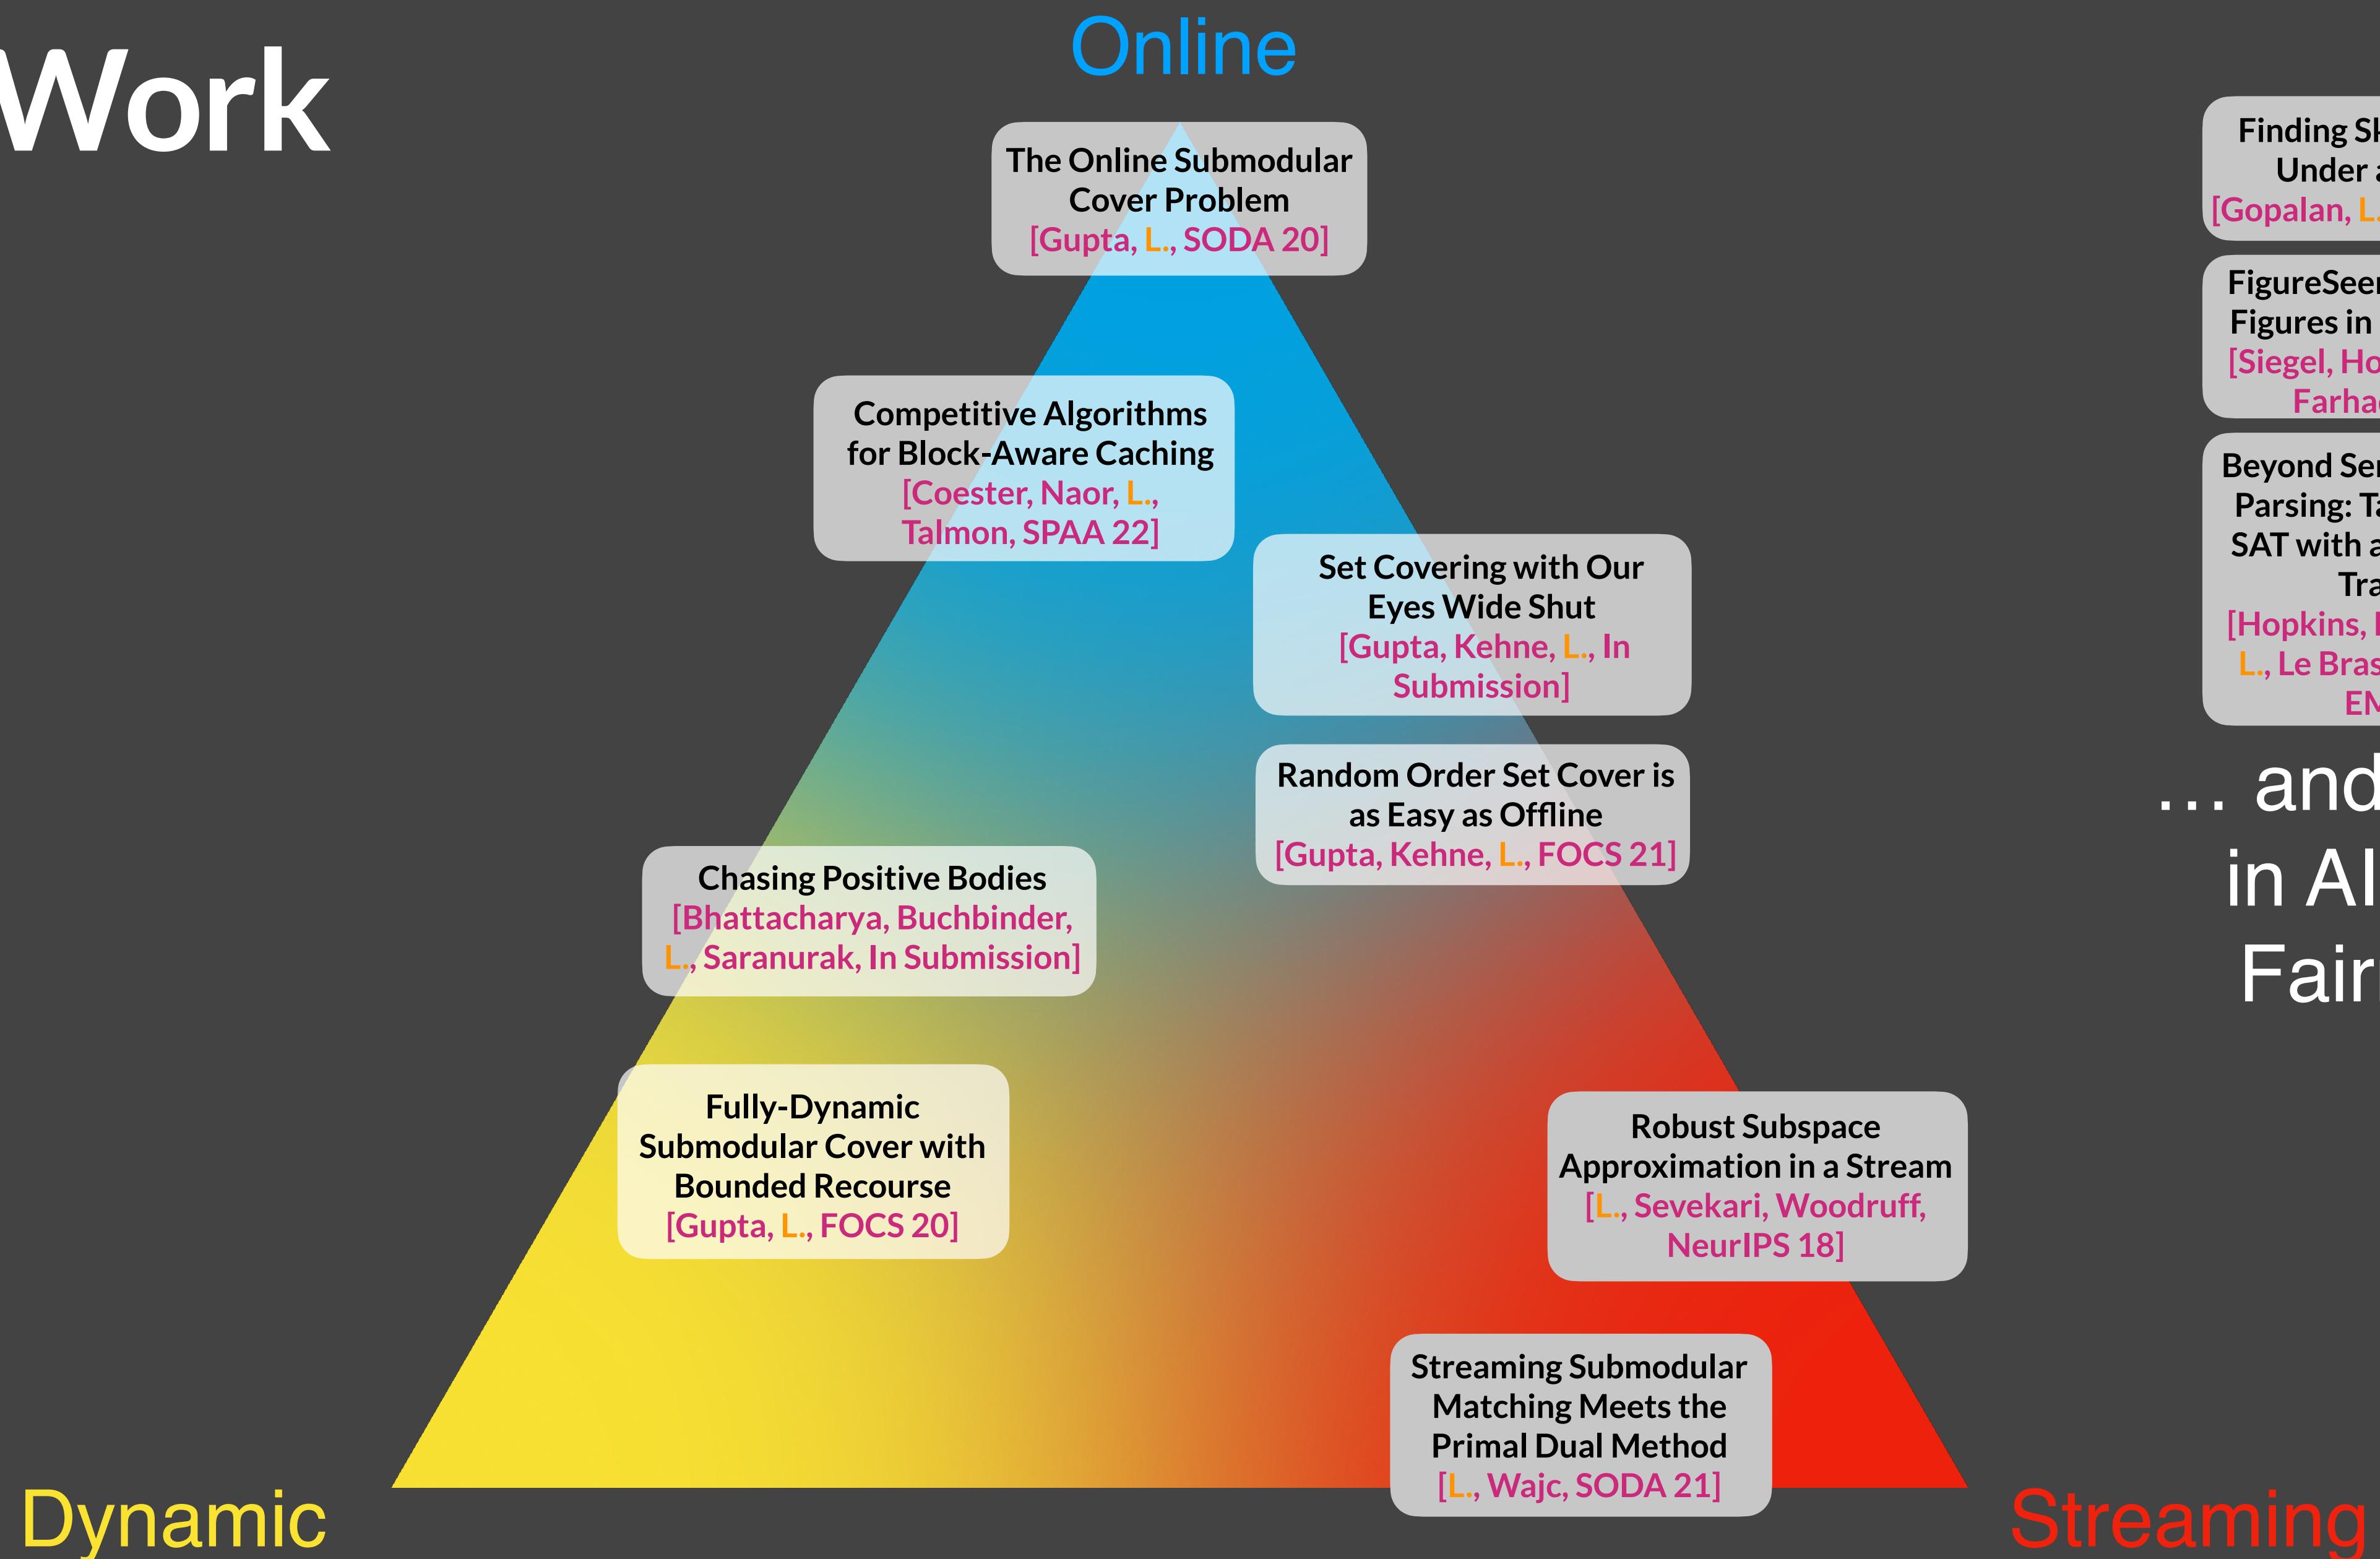 Work
Online
The Online Submodular
Cover Problem
[Gupta, L., SODA 20]
Competitive Algorithms
for Block-Aware Caching
[Coester, Naor, L.,
Talmon, SPAA 22]
Set Covering with Our
Eyes Wide Shut
[Gupta, Kehne, L., In
Submission]
Random Order Set Cover is
as Easy as Offline
[Gupta, Kehne, L., FOCS 21]
Chasing Positive Bodies
[Bhattacharya, Buchbinder,
L., Saranurak, In Submission]
Fully-Dynamic
Submodular Cover with
Bounded Recourse
[Gupta, L., FOCS 20]
Robust Subspace
Approximation in a Stream
[L., Sevekari, Woodruff,
NeurIPS 18]
Streaming Submodular
Matching Meets the
Primal Dual Method
[L., Wajc, SODA 21]
Dynamic
Streaming
Finding
Under
[Gopalan, L.
Figures in
[Siegel,
Beyond
Parsing:
SAT with
[Hopkins,
L., Le
… and
in